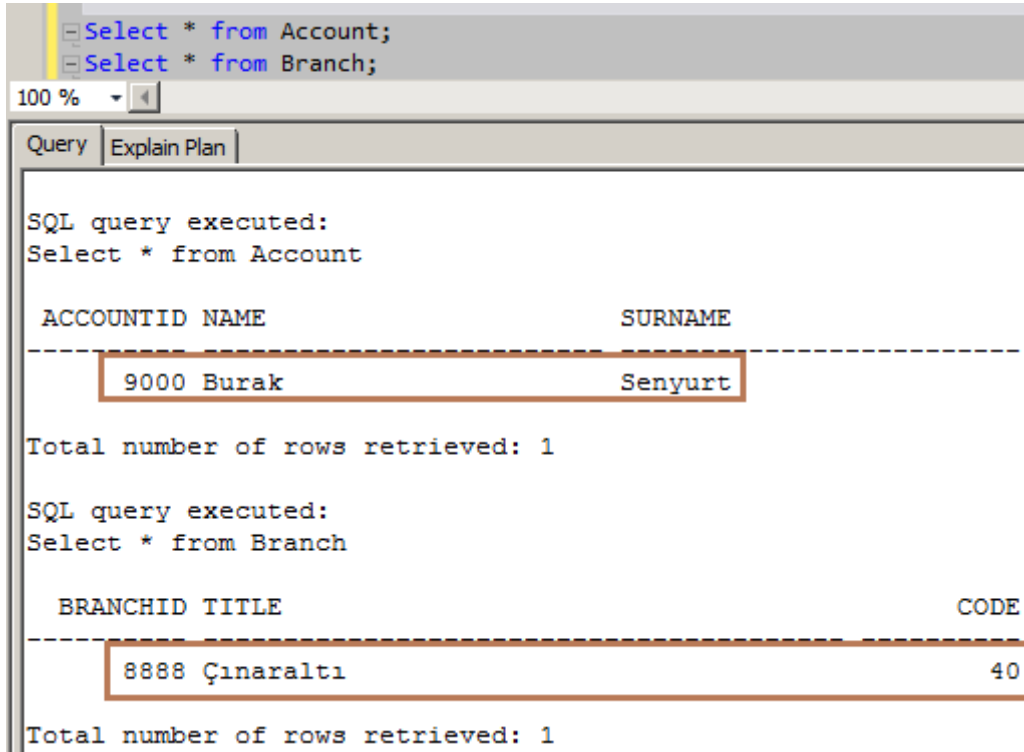 Select * from Account;
Select * from Branch;
100 %
Query Explain Plan
SQL query executed:
Select * from Account
ACCOUNTID NAME SURNAME
---------- ------------------------- -------------------------
9000 Burak Senyurt
Total number of rows retrieved: 1
SQL query executed:
Select * from Branch
BRANCHID TITLE CODE
---------- ---------------------------------------- ----------
8888 Çınaraltı 40
Total number of rows retrieved: 1